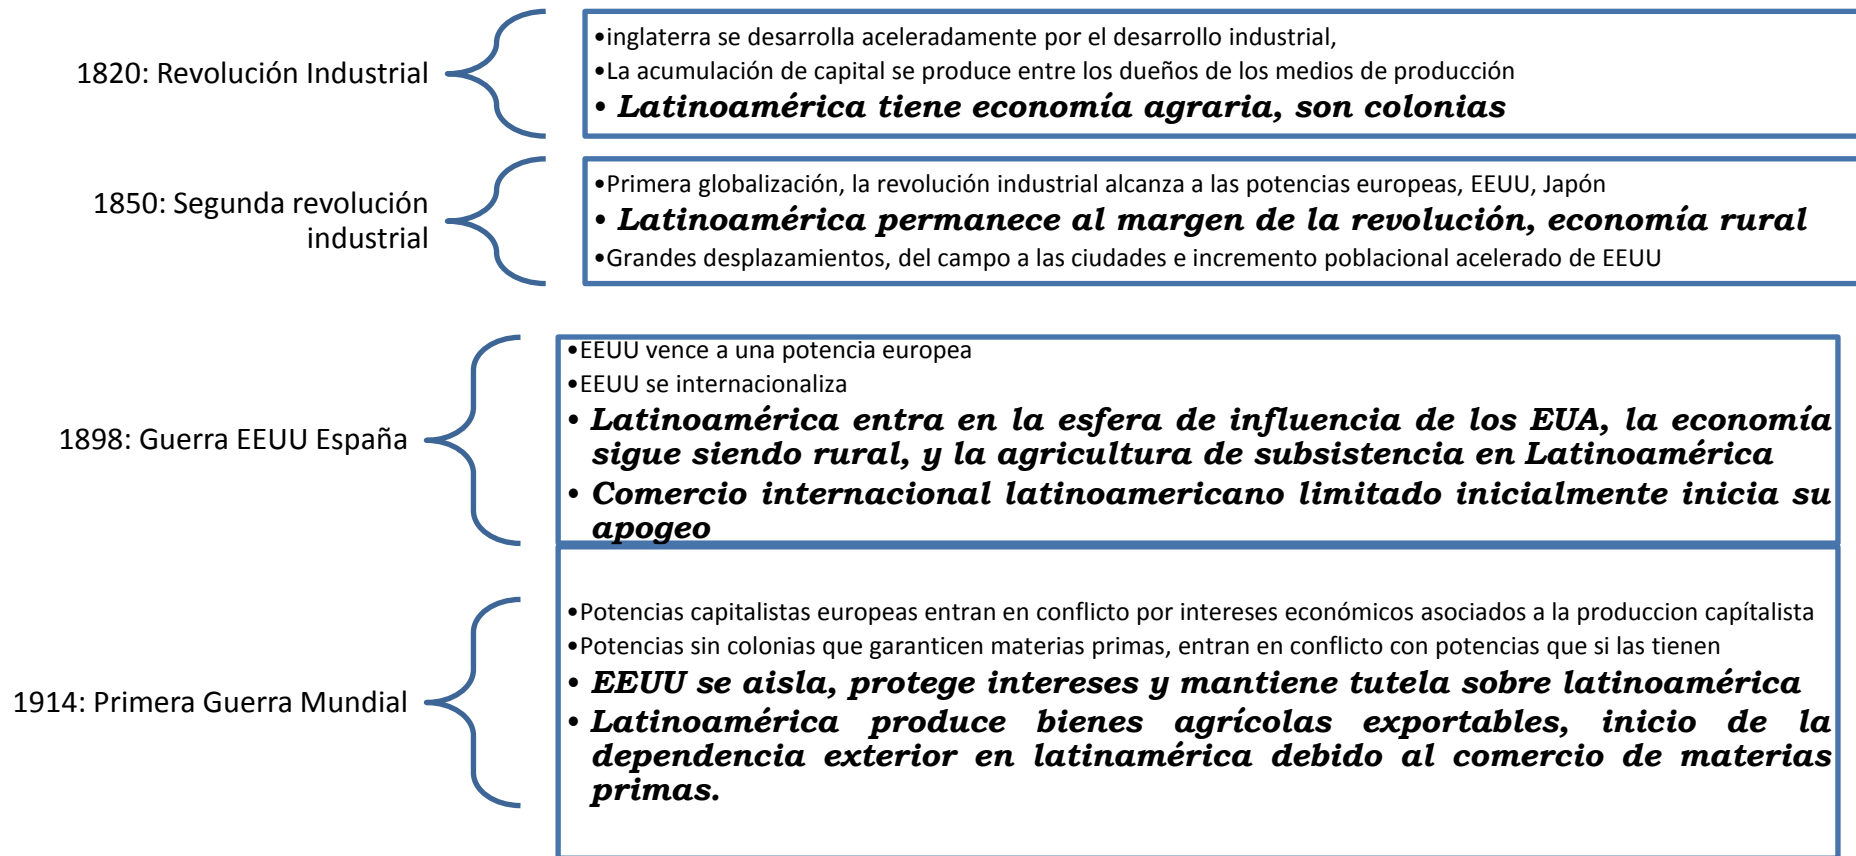 1820: Revolución Industrial
•inglaterra se desarrolla aceleradamente por el desarrollo industrial,
•La acumulación de capital se produce entre los dueños de los medios de producción
• Latinoamérica tiene economía agraria, son colonias
1850: Segunda revolución
industrial
•Primera globalización, la revolución industrial alcanza a las potencias europeas, EEUU, Japón
• Latinoamérica permanece al margen de la revolución, economía rural
•Grandes desplazamientos, del campo a las ciudades e incremento poblacional acelerado de EEUU
1898: Guerra EEUU España
•EEUU vence a una potencia europea
•EEUU se internacionaliza
• Latinoamérica entra en la esfera de influencia de los EUA, la economía
sigue siendo rural, y la agricultura de subsistencia en Latinoamérica
• Comercio internacional latinoamericano limitado inicialmente inicia su
apogeo
1914: Primera Guerra Mundial
•Potencias capitalistas europeas entran en conflicto por intereses económicos asociados a la produccion capítalista
•Potencias sin colonias que garanticen materias primas, entran en conflicto con potencias que si las tienen
• EEUU se aisla, protege intereses y mantiene tutela sobre latinoamérica
• Latinoamérica produce bienes agrícolas exportables, inicio de la
dependencia exterior en latinamérica debido al comercio de materias
primas.